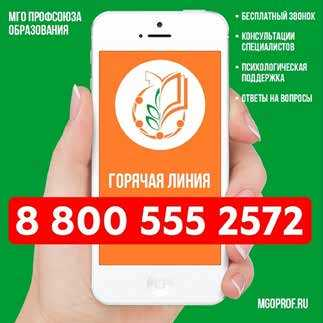 МГО ПРОФСОЮЗА
ОБРАЗОВАНИЯ
• БЕСПЛАТНЫЙ ЗВОНОК
• КОНСУЛЬТАЦИИ
СПЕЦИАЛИСТОВ
• ПСИХОЛОГИЧЕСКАЯ
ПОДДЕРЖКА
• ОТВЕТЫ НА ВОПРОСЫ
ГОРЯЧАЯ ЛИНИЯ
8 800 555 2572
MGOPROF.RU